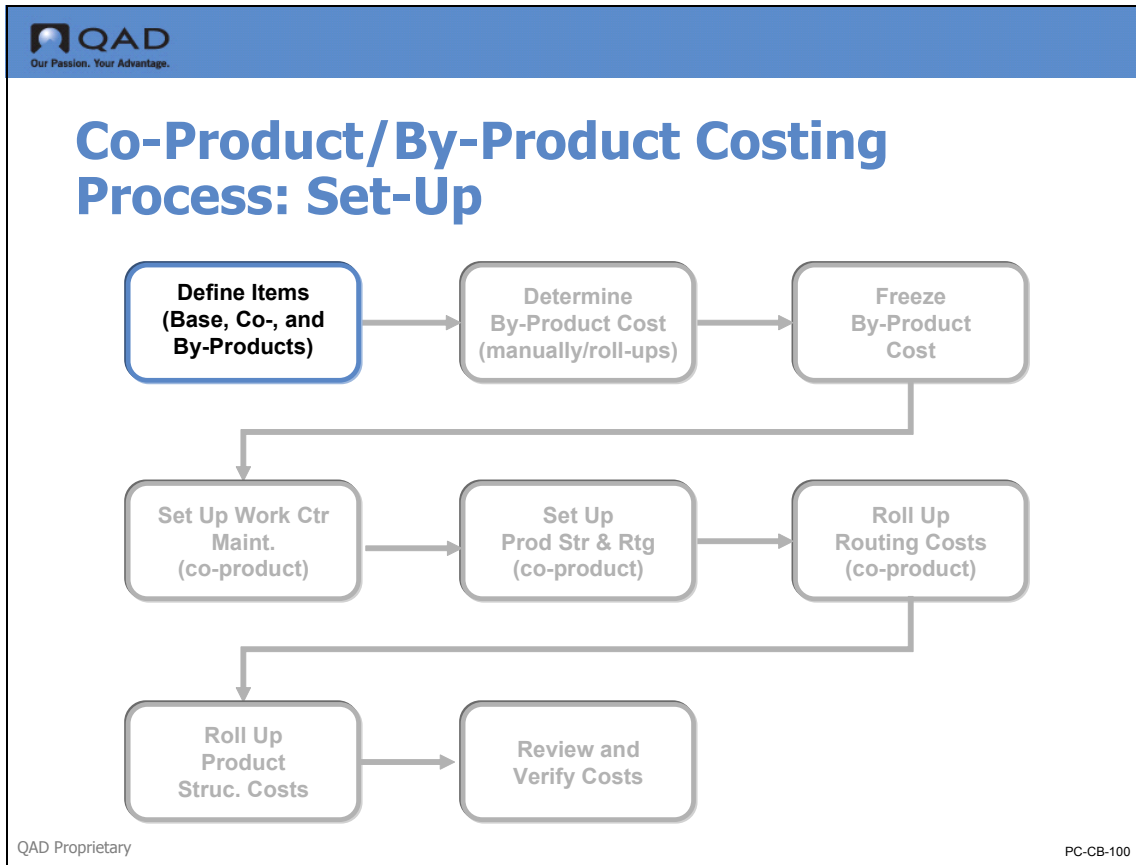 QAD
Our Passion. Your Advantage.
Co-Product/By-Product Costing
Process: Set-Up
Define Items
(Base, Co-, and
By-Products)
Determine
By-Product Cost
(manually/roll-ups)
Freeze
By-Product
Cost
Set Up Work Ctr
Maint.
(co-product)
Set Up
Prod Str & Rtg
(co-product)
Roll Up
Routing Costs
(co-product)
Roll Up
Product
Struc. Costs
Review and
Verify Costs
QAD Proprietary
PC-CB-100